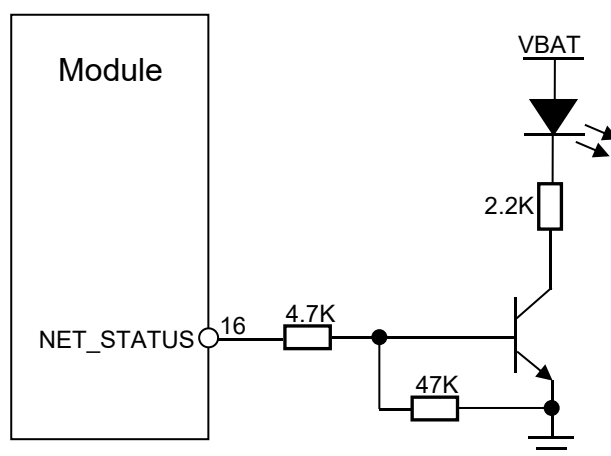 VBAT
Module
2.2K
4.7K
NET_STATUS 16
47K